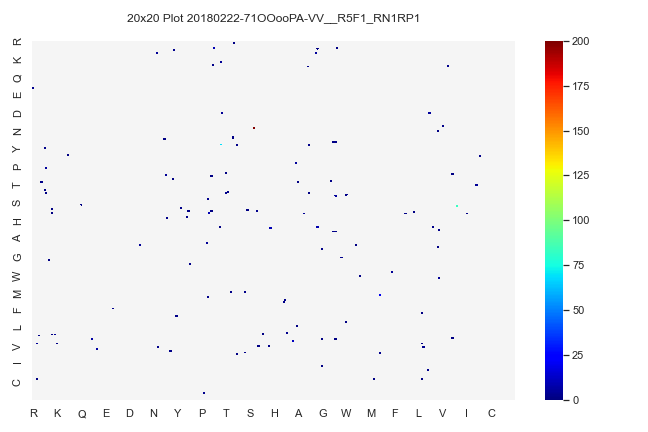 20x20 Plot 20180222-71OOooPA-VV__R5F1_RN1RP1
R
K
Q
E
D
N
Y
P
T
S
H
A
G
W
M
F
L
V
I
C
R K Q E D N Y P T S H A G W M F L V I C
200
175
150
125
100
75
50
25
0